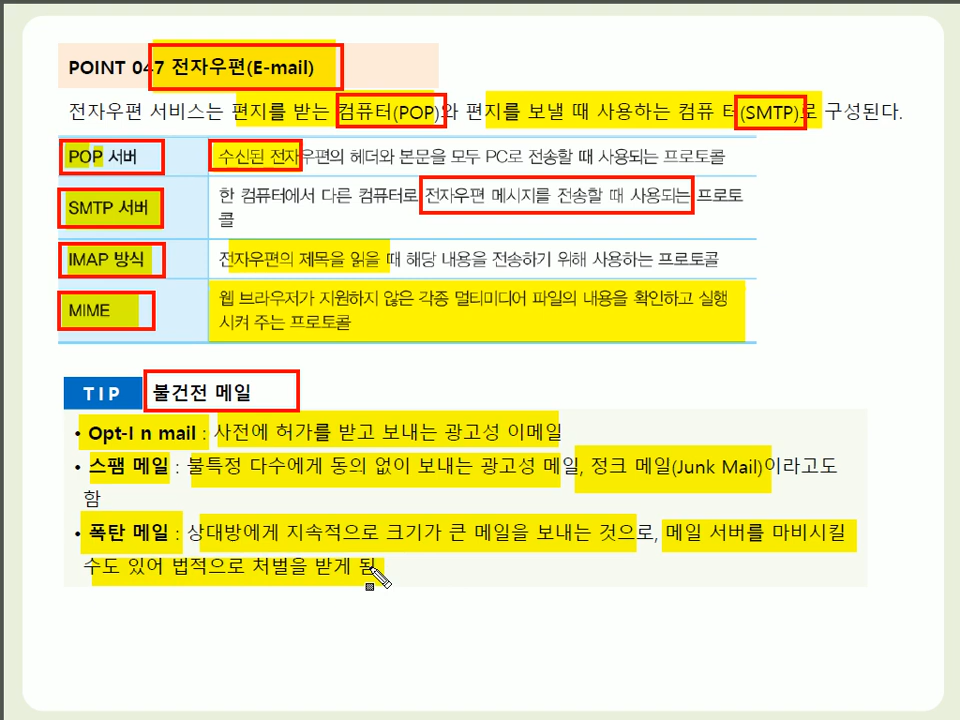 POINT 047 전자우편(E-mail)
전자우편 서비스는 편지를 받는 컴퓨터(POP)와 편지를 보낼 때 사용하는 컴퓨 터(SMTP)로 구성된다.
POP 서버 수신된 전자우편의 헤더와 본문을 모두 PC로 전송할 때 사용되는 프로토콜
SMTP 서버 한 컴퓨터에서 다른 컴퓨터로 전자우편 메시지를 전송할 때 사용되는 프로토
콜
IMAP 방식 전자우편의 제목을 읽을 때 해당 내용을 전송하기 위해 사용하는 프로토콜
MIME 웹 브라우저가 지원하지 않은 각종 멀티미디어 파일의 내용을 확인하고 실행
시켜 주는 프로토콜
TIP 불건전 메일
• Opt-I n mail : 사전에 허가를 받고 보내는 광고성 이메일
• 스팸 메일 : 불특정 다수에게 동의 없이 보내는 광고성 메일, 정크 메일(Junk Mail)이라고도
함
• 폭탄 메일 : 상대방에게 지속적으로 크기가 큰 메일을 보내는 것으로, 메일 서버를 마비시킬
수도 있어 법적으로 처벌을 받게 됨